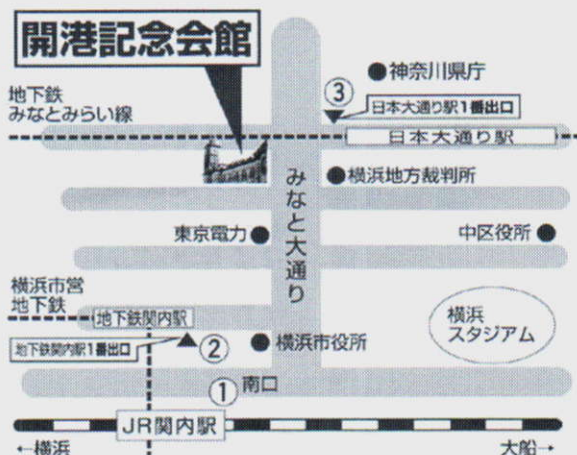 開港記念会館
神奈川県庁
③
地下鉄
みなとみらい線
日本大通り駅1番出口
日本大通り駅
みなと大通り
横浜地方裁判所
東京電力
中区役所
横浜市営
地下鉄
地下鉄関内駅
地下鉄関内駅1番出口
②
横浜市役所
横浜
スタジアム
①
南口
JR関内駅
←横浜
大船→